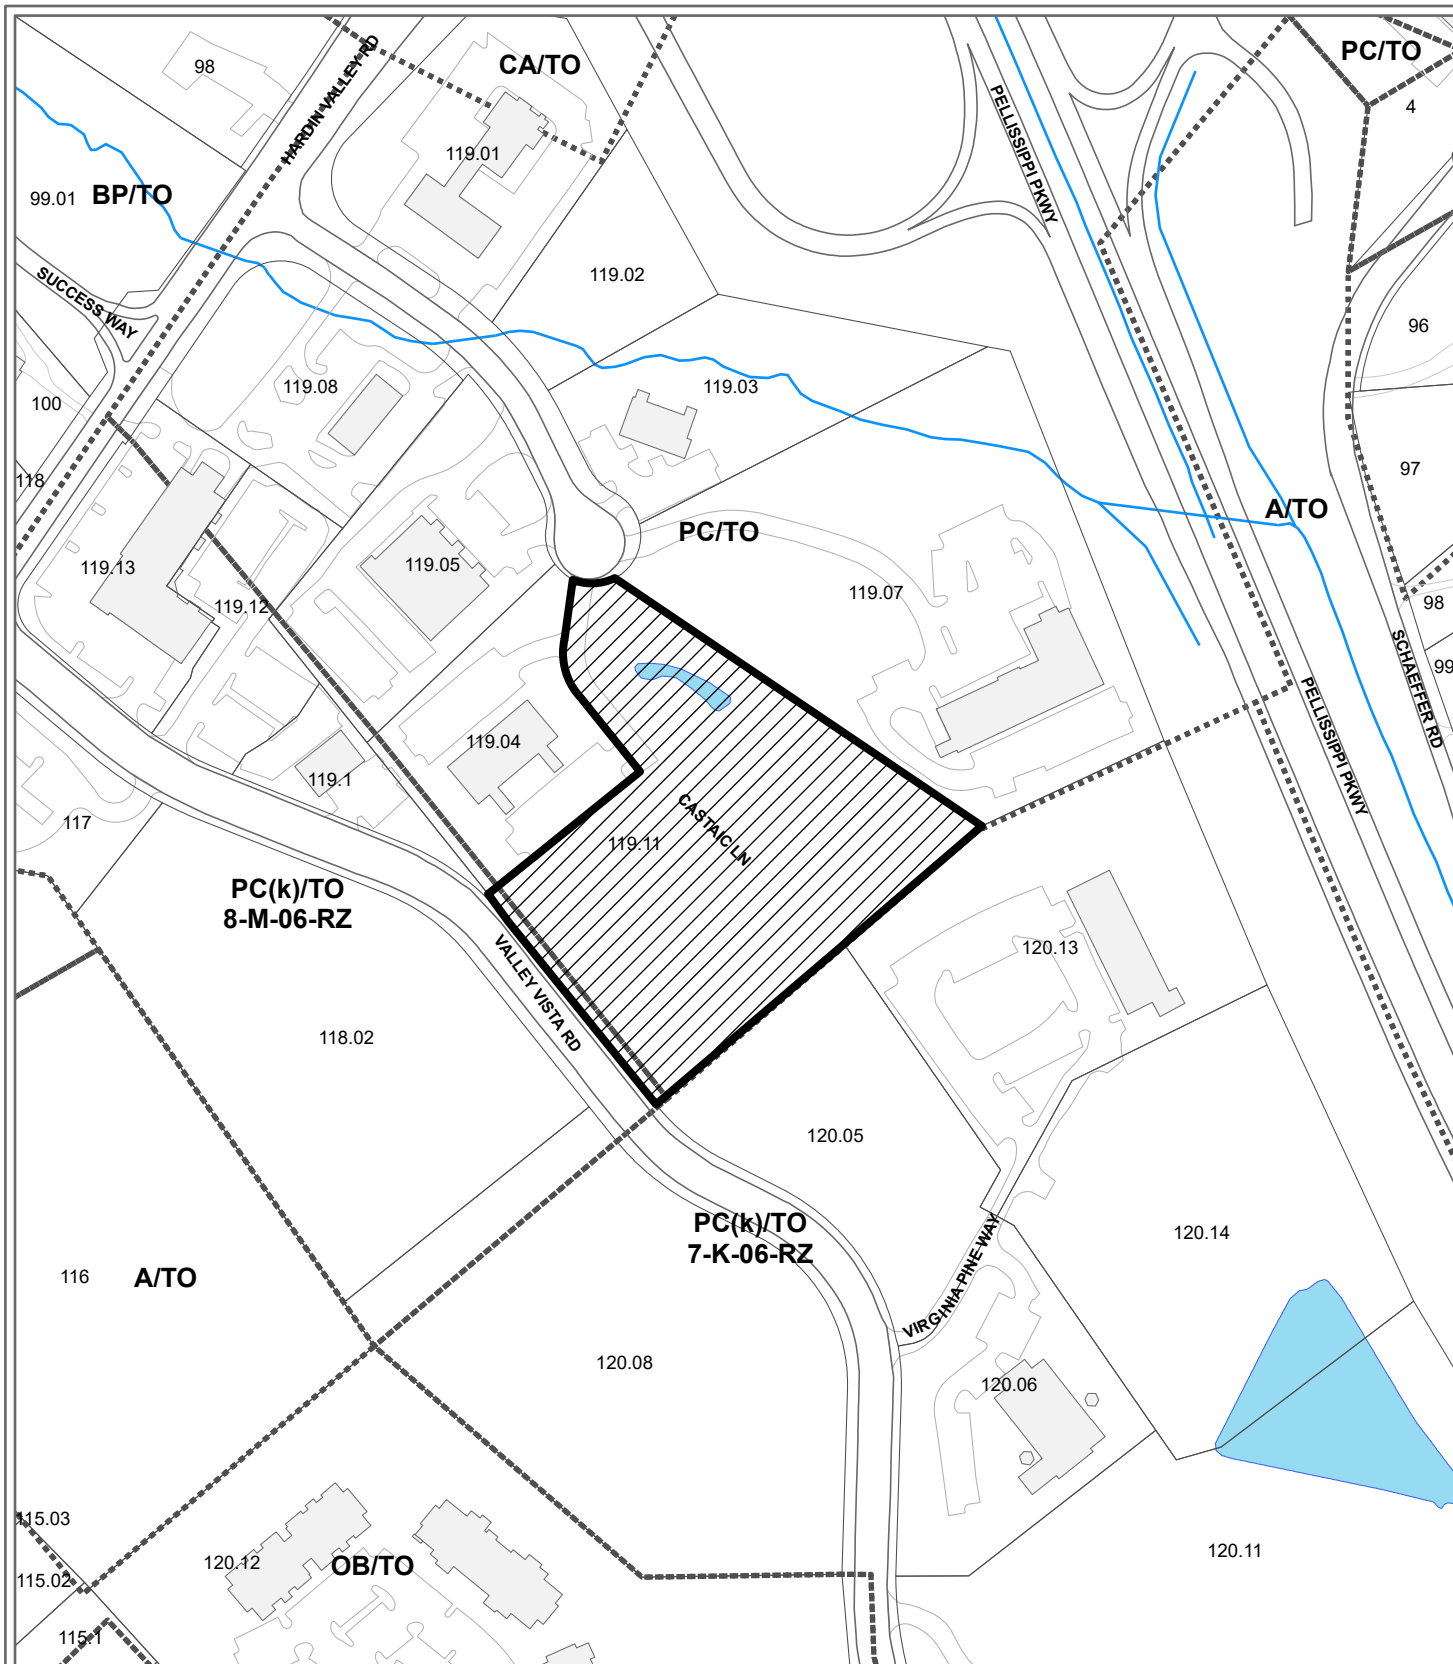 98
HARDIN VALLEY RD
CA/TO
PC/TO
4
119.01
PELLISSIPPI PKWY
99.01
BP/TO
119.02
SUCCESS WAY
96
119.08
119.03
100
118
97
PC/TO
A/TO
119.13
119.05
119.12
119.07
98
SCHAEFFER RD
99
PELLISSIPPI PKWY
119.04
119.1
117
CASTAIC LN
119.11
PC(k)/TO
8-M-06-RZ
VALLEY VISTA RD
120.13
118.02
120.05
PC(k)/TO
7-K-06-RZ
120.14
116
A/TO
VIRGINIA PINE WAY
120.08
120.06
115.03
120.12
OB/TO
120.11
115.02
115.1